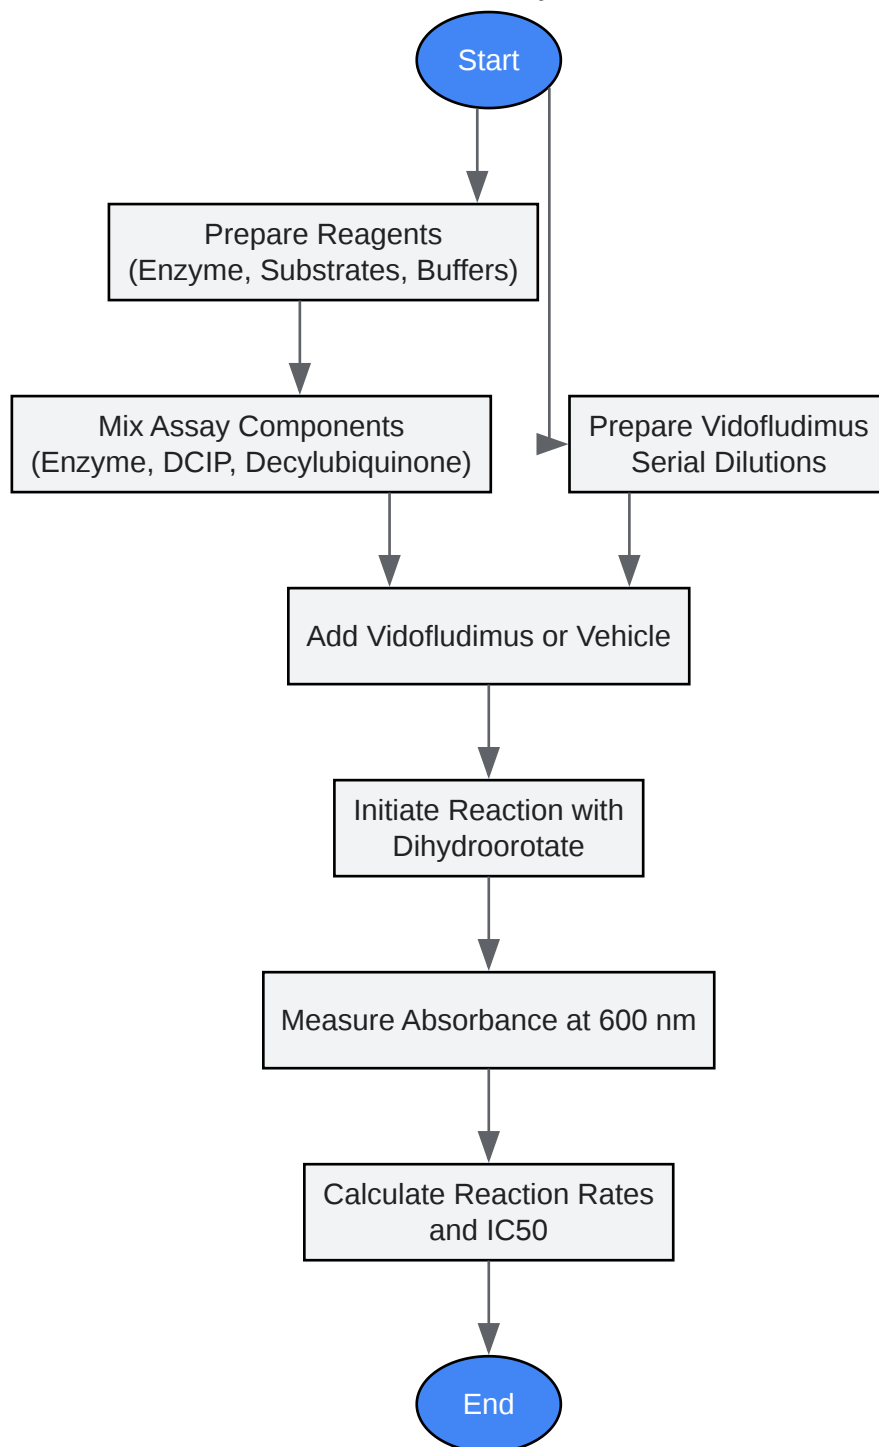 Start
Prepare Reagents
(Enzyme, Substrates, Buffers)
Mix Assay Components
(Enzyme, DCIP, Decylubiquinone)
Prepare Vidofludimus
Serial Dilutions
Add Vidofludimus or Vehicle
Initiate Reaction with
Dihydroorotate
Measure Absorbance at 600 nm
Calculate Reaction Rates
and IC50
End